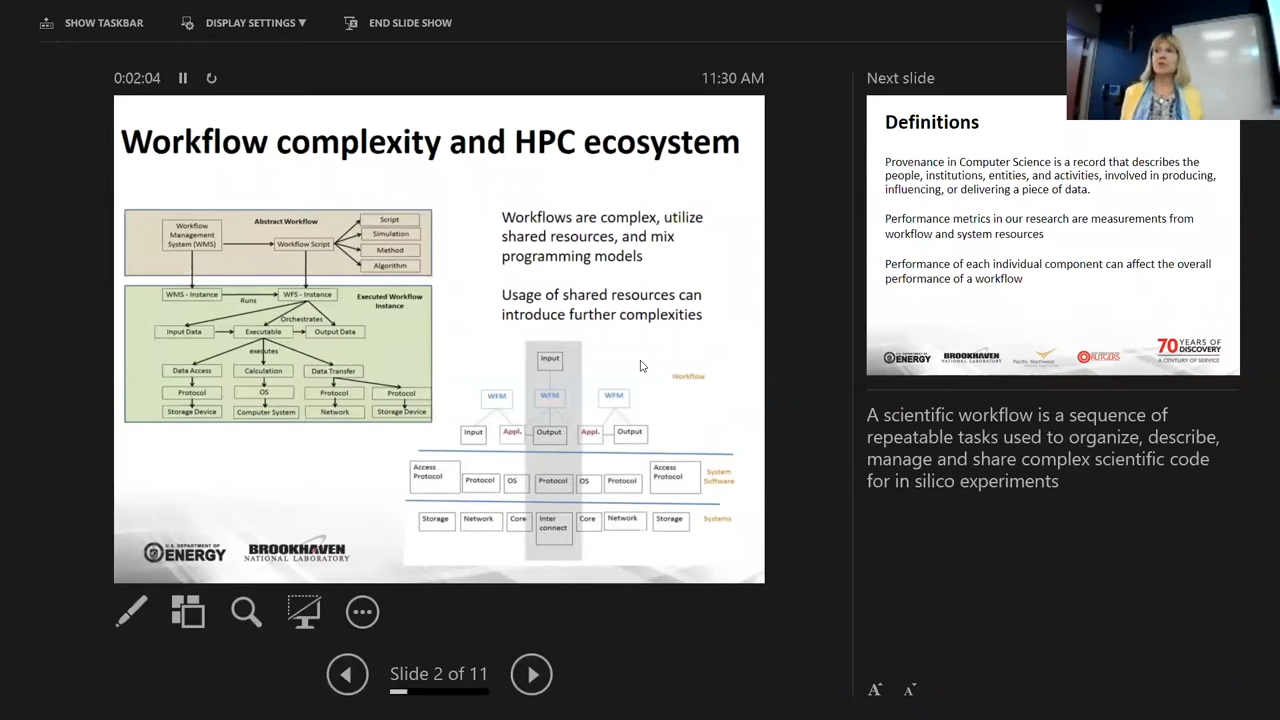 SHOW TASKBAR
DISPLAY SETTINGS ▼
END SLIDE SHOW
0:02:04
11:30 AM
Workflow complexity and HPC ecosystem
Abstract Workflow
Workflow
Management
System (WMS)
Workflow Script
Script
Simulation
Method
Algorithm
WMS - Instance
Runs
WFS - Instance
Executed Workflow
Instance
Orchestrates
Input Data
Executable
Output Data
executes
Data Access
Calculation
Data Transfer
Protocol
OS
Protocol
Protocol
Storage Device
Computer System
Network
Storage Device
Workflows are complex, utilize
shared resources, and mix
programming models
Usage of shared resources can
introduce further complexities
Input
Workflow
WFM
WFM
WFM
Input
Appl.
Output
Appl.
Output
Access
Protocol
Protocol
OS
Protocol
OS
Protocol
Access
Protocol
System
Software
Storage
Network
Core
Inter
connect
Core
Network
Storage
Systems
U.S. DEPARTMENT OF
ENERGY
BROOKHAVEN
NATIONAL LABORATORY
Slide 2 of 11
Next slide
Definitions
Provenance in Computer Science is a record that describes the
people, institutions, entities, and activities, involved in producing,
influencing, or delivering a piece of data.
Performance metrics in our research are measurements from
workflow and system resources
Performance of each individual component can affect the overall
performance of a workflow
U.S. DEPARTMENT OF
ENERGY
BROOKHAVEN
NATIONAL LABORATORY
Pacific Northwest
RUTGERS
70 YEARS OF
DISCOVERY
A CENTURY OF SERVICE
A scientific workflow is a sequence of
repeatable tasks used to organize, describe,
manage and share complex scientific code
for in silico experiments
A
A